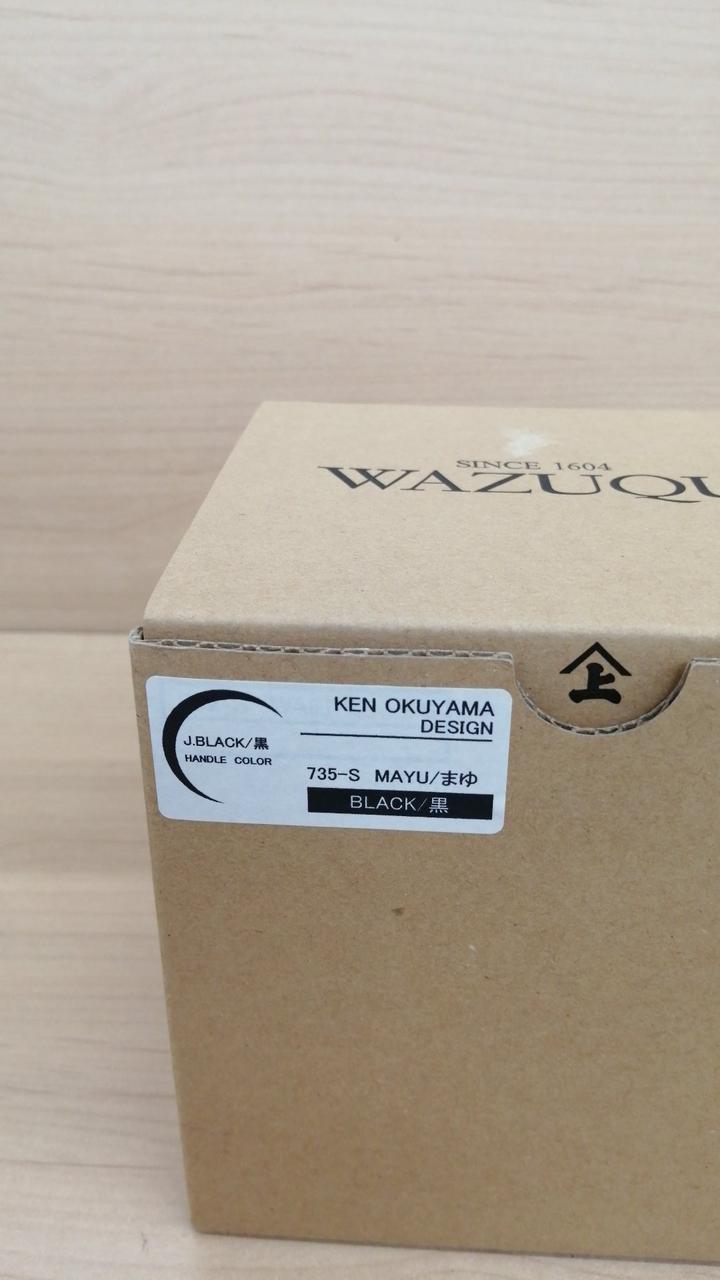 SINCE 1604
WAZUQU
上
KEN OKUYAMA
DESIGN
J.BLACK/黒
HANDLE COLOR
735-S MAYU/まゆ
BLACK/黒